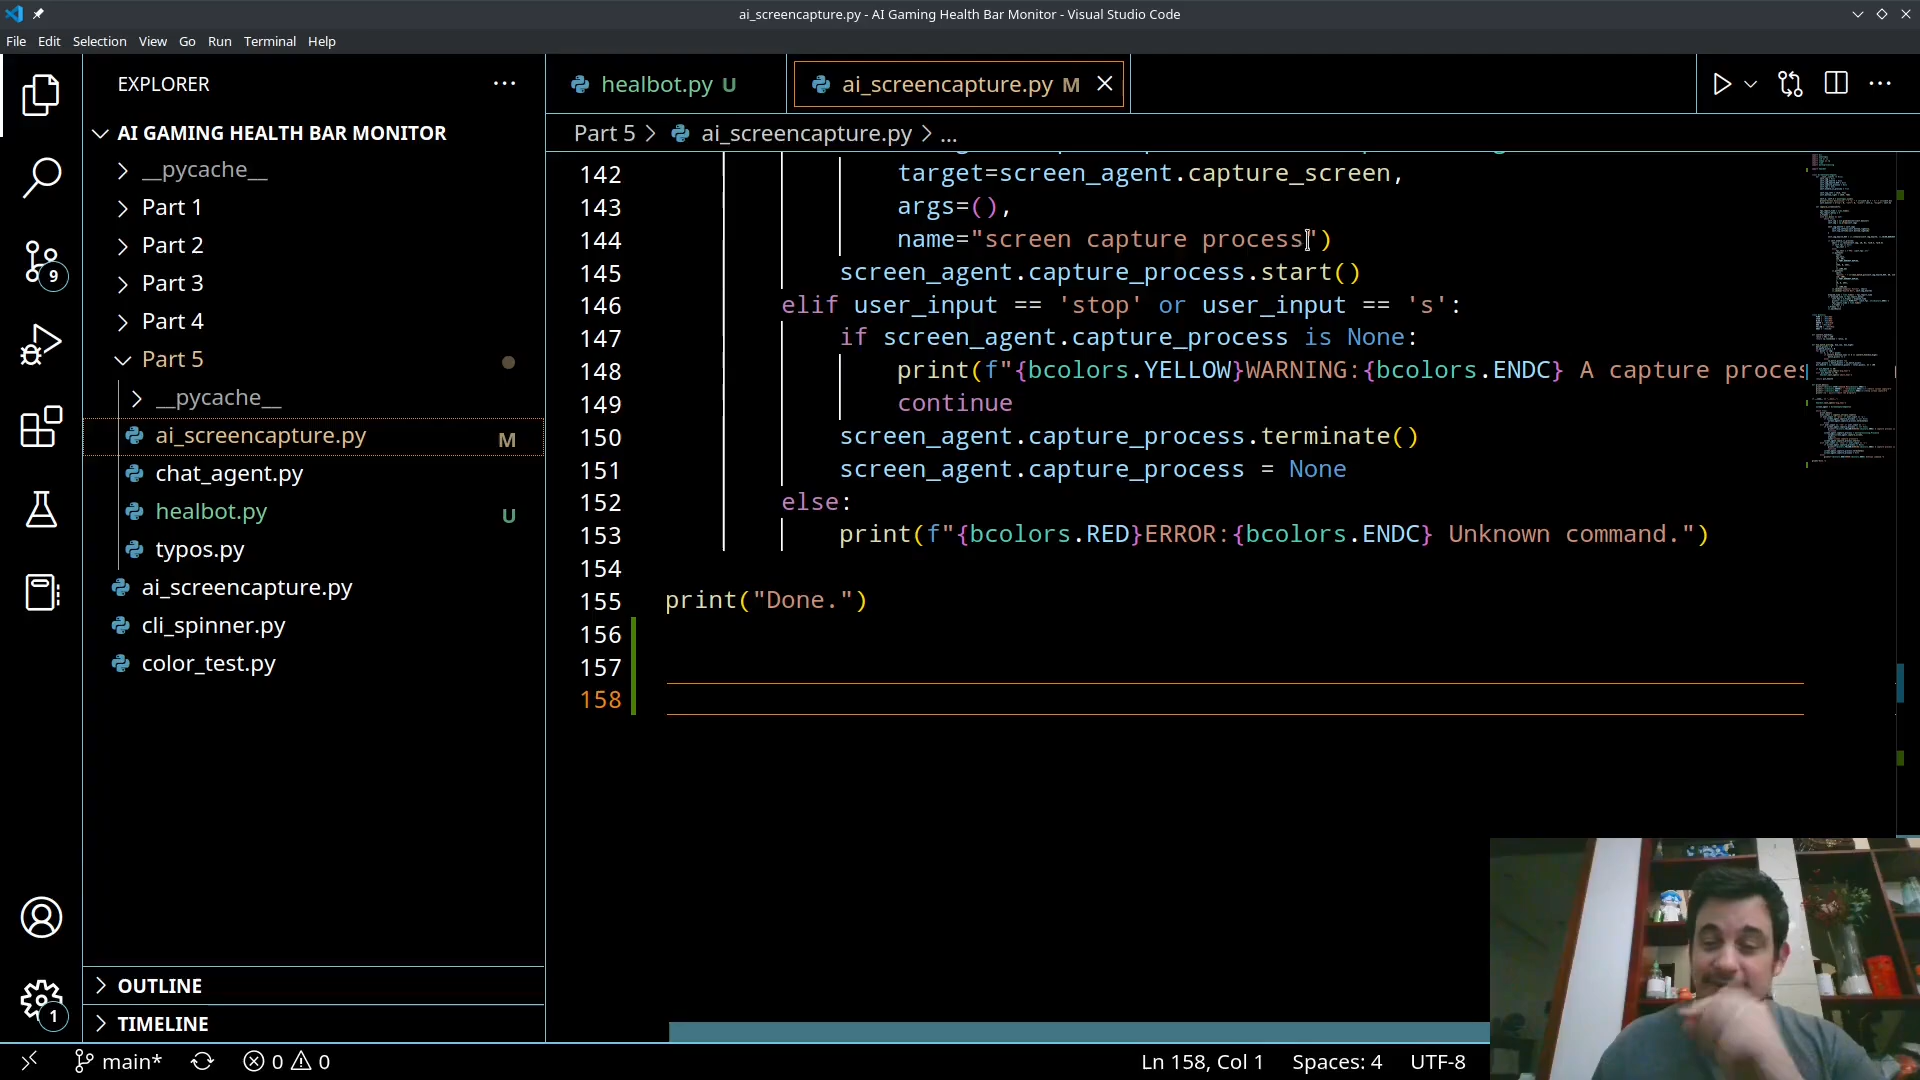 ai_screencapture.py - AI Gaming Health Bar Monitor - Visual Studio Code
File Edit Selection View Go Run Terminal Help
EXPLORER
AI GAMING HEALTH BAR MONITOR
__pycache__
Part 1
Part 2
Part 3
Part 4
Part 5
__pycache__
ai_screencapture.py M
chat_agent.py
healbot.py U
typos.py
ai_screencapture.py
cli_spinner.py
color_test.py
OUTLINE
TIMELINE
9
1
healbot.py U
ai_screencapture.py M
Part 5 > ai_screencapture.py > ...
142 target=screen_agent.capture_screen,
143 args=(),
144 name="screen capture process")
145 screen_agent.capture_process.start()
146 elif user_input == 'stop' or user_input == 's':
147 if screen_agent.capture_process is None:
148 print(f"{bcolors.YELLOW}WARNING:{bcolors.ENDC} A capture proces
149 continue
150 screen_agent.capture_process.terminate()
151 screen_agent.capture_process = None
152 else:
153 print(f"{bcolors.RED}ERROR:{bcolors.ENDC} Unknown command.")
154
155 print("Done.")
156
157
158
main* 0 0
Ln 158, Col 1 Spaces: 4 UTF-8